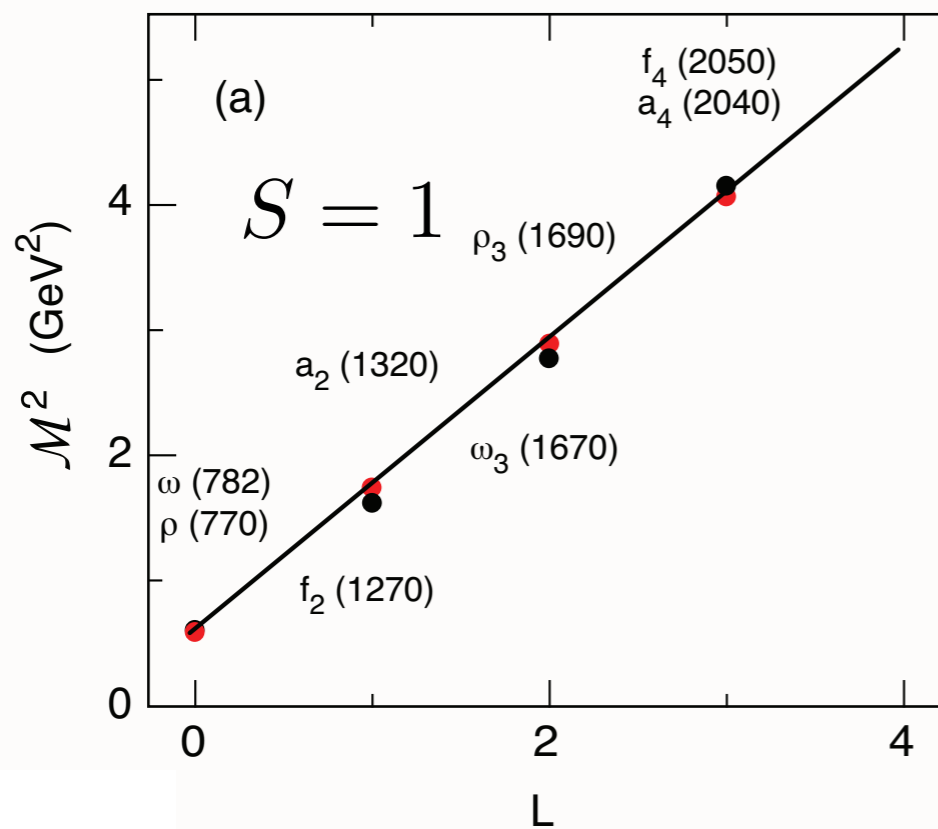 f₄ (2050)
a₄ (2040)
(a)
S = 1
ρ₃ (1690)
a₂ (1320)
ω₃ (1670)
ω (782)
ρ (770)
f₂ (1270)
4
2
0
ℳ² (GeV²)
0 2 4
L